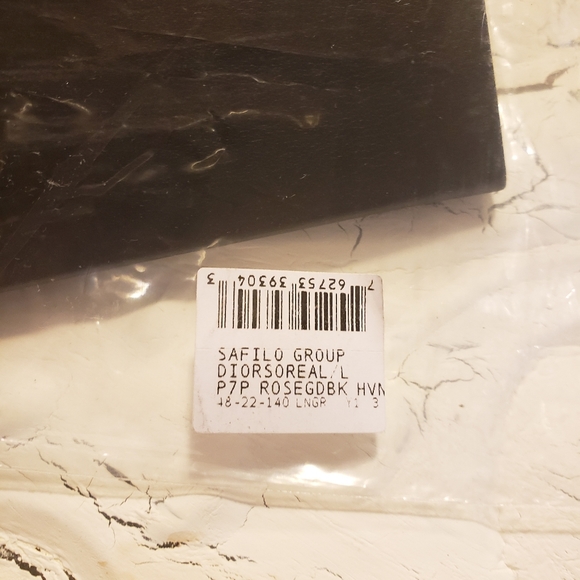 7 62753 39304 3
SAFILO GROUP
DIORSOREAL/L
P7P ROSEGDBK HVN
48-22-140 LNGR Y1 3